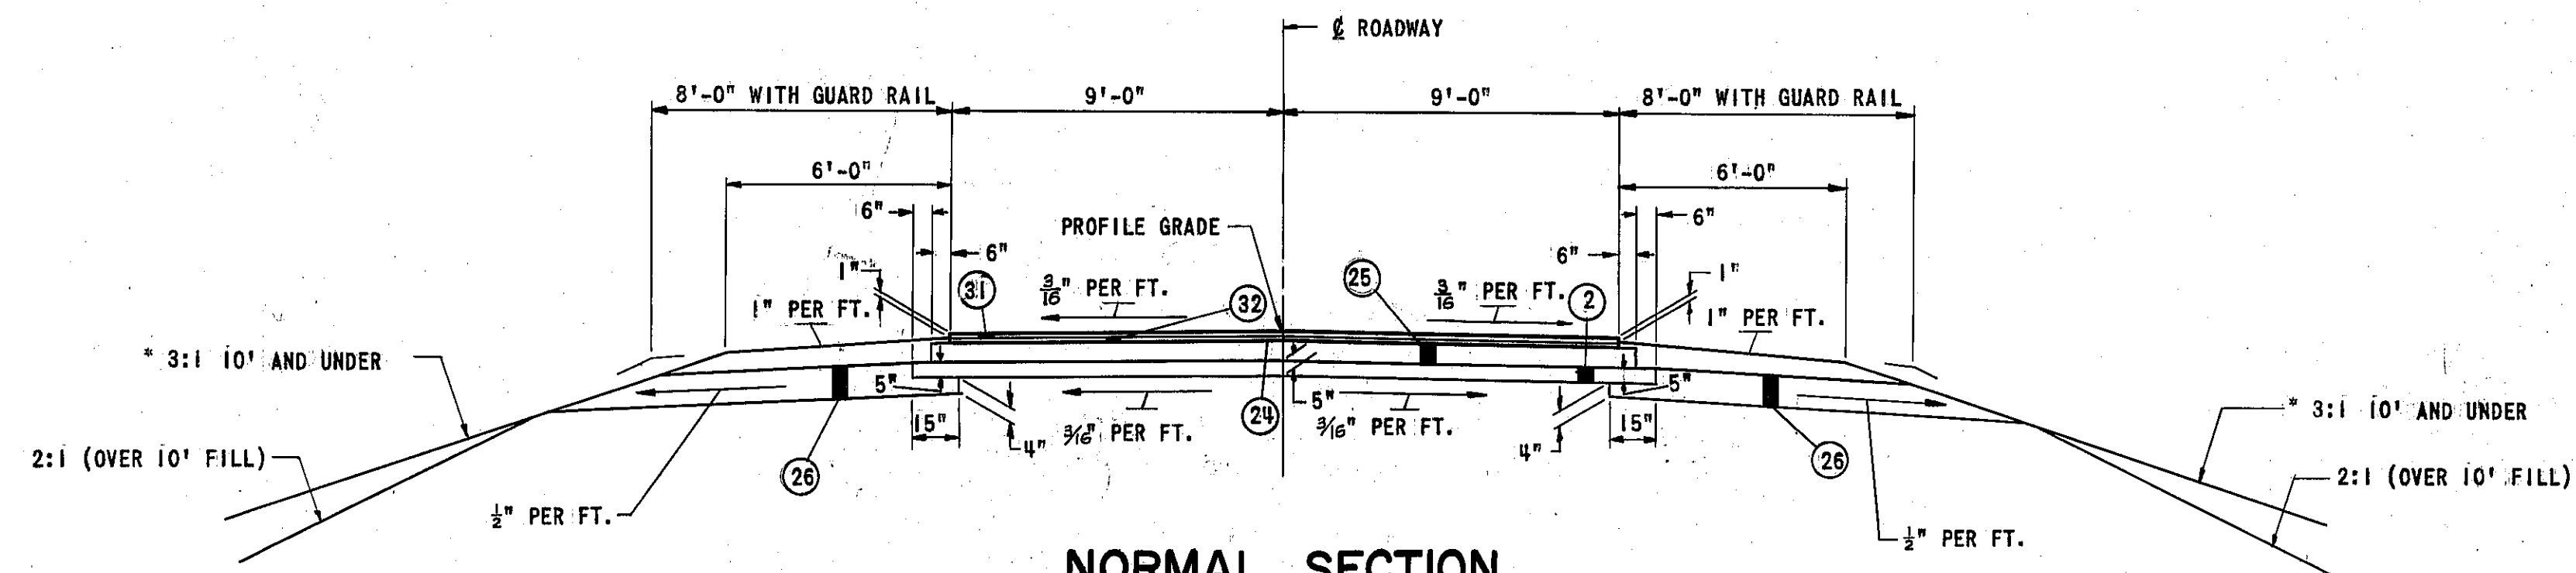 ℄ ROADWAY
8'-0" WITH GUARD RAIL
9'-0"
9'-0"
8'-0" WITH GUARD RAIL
6'-0"
6'-0"
6"
6"
PROFILE GRADE
6"
6"
1"
31
3/16" PER FT.
32
25
3/16" PER FT.
2
1"
1" PER FT.
1" PER FT.
* 3:1 10' AND UNDER
5"
5"
5"
* 3:1 10' AND UNDER
15"
4"
3/16" PER FT.
24
3/16" PER FT.
4"
15"
2:1 (OVER 10' FILL)
26
26
2:1 (OVER 10' FILL)
1/2" PER FT.
1/2" PER FT.
NORMAL SECTION